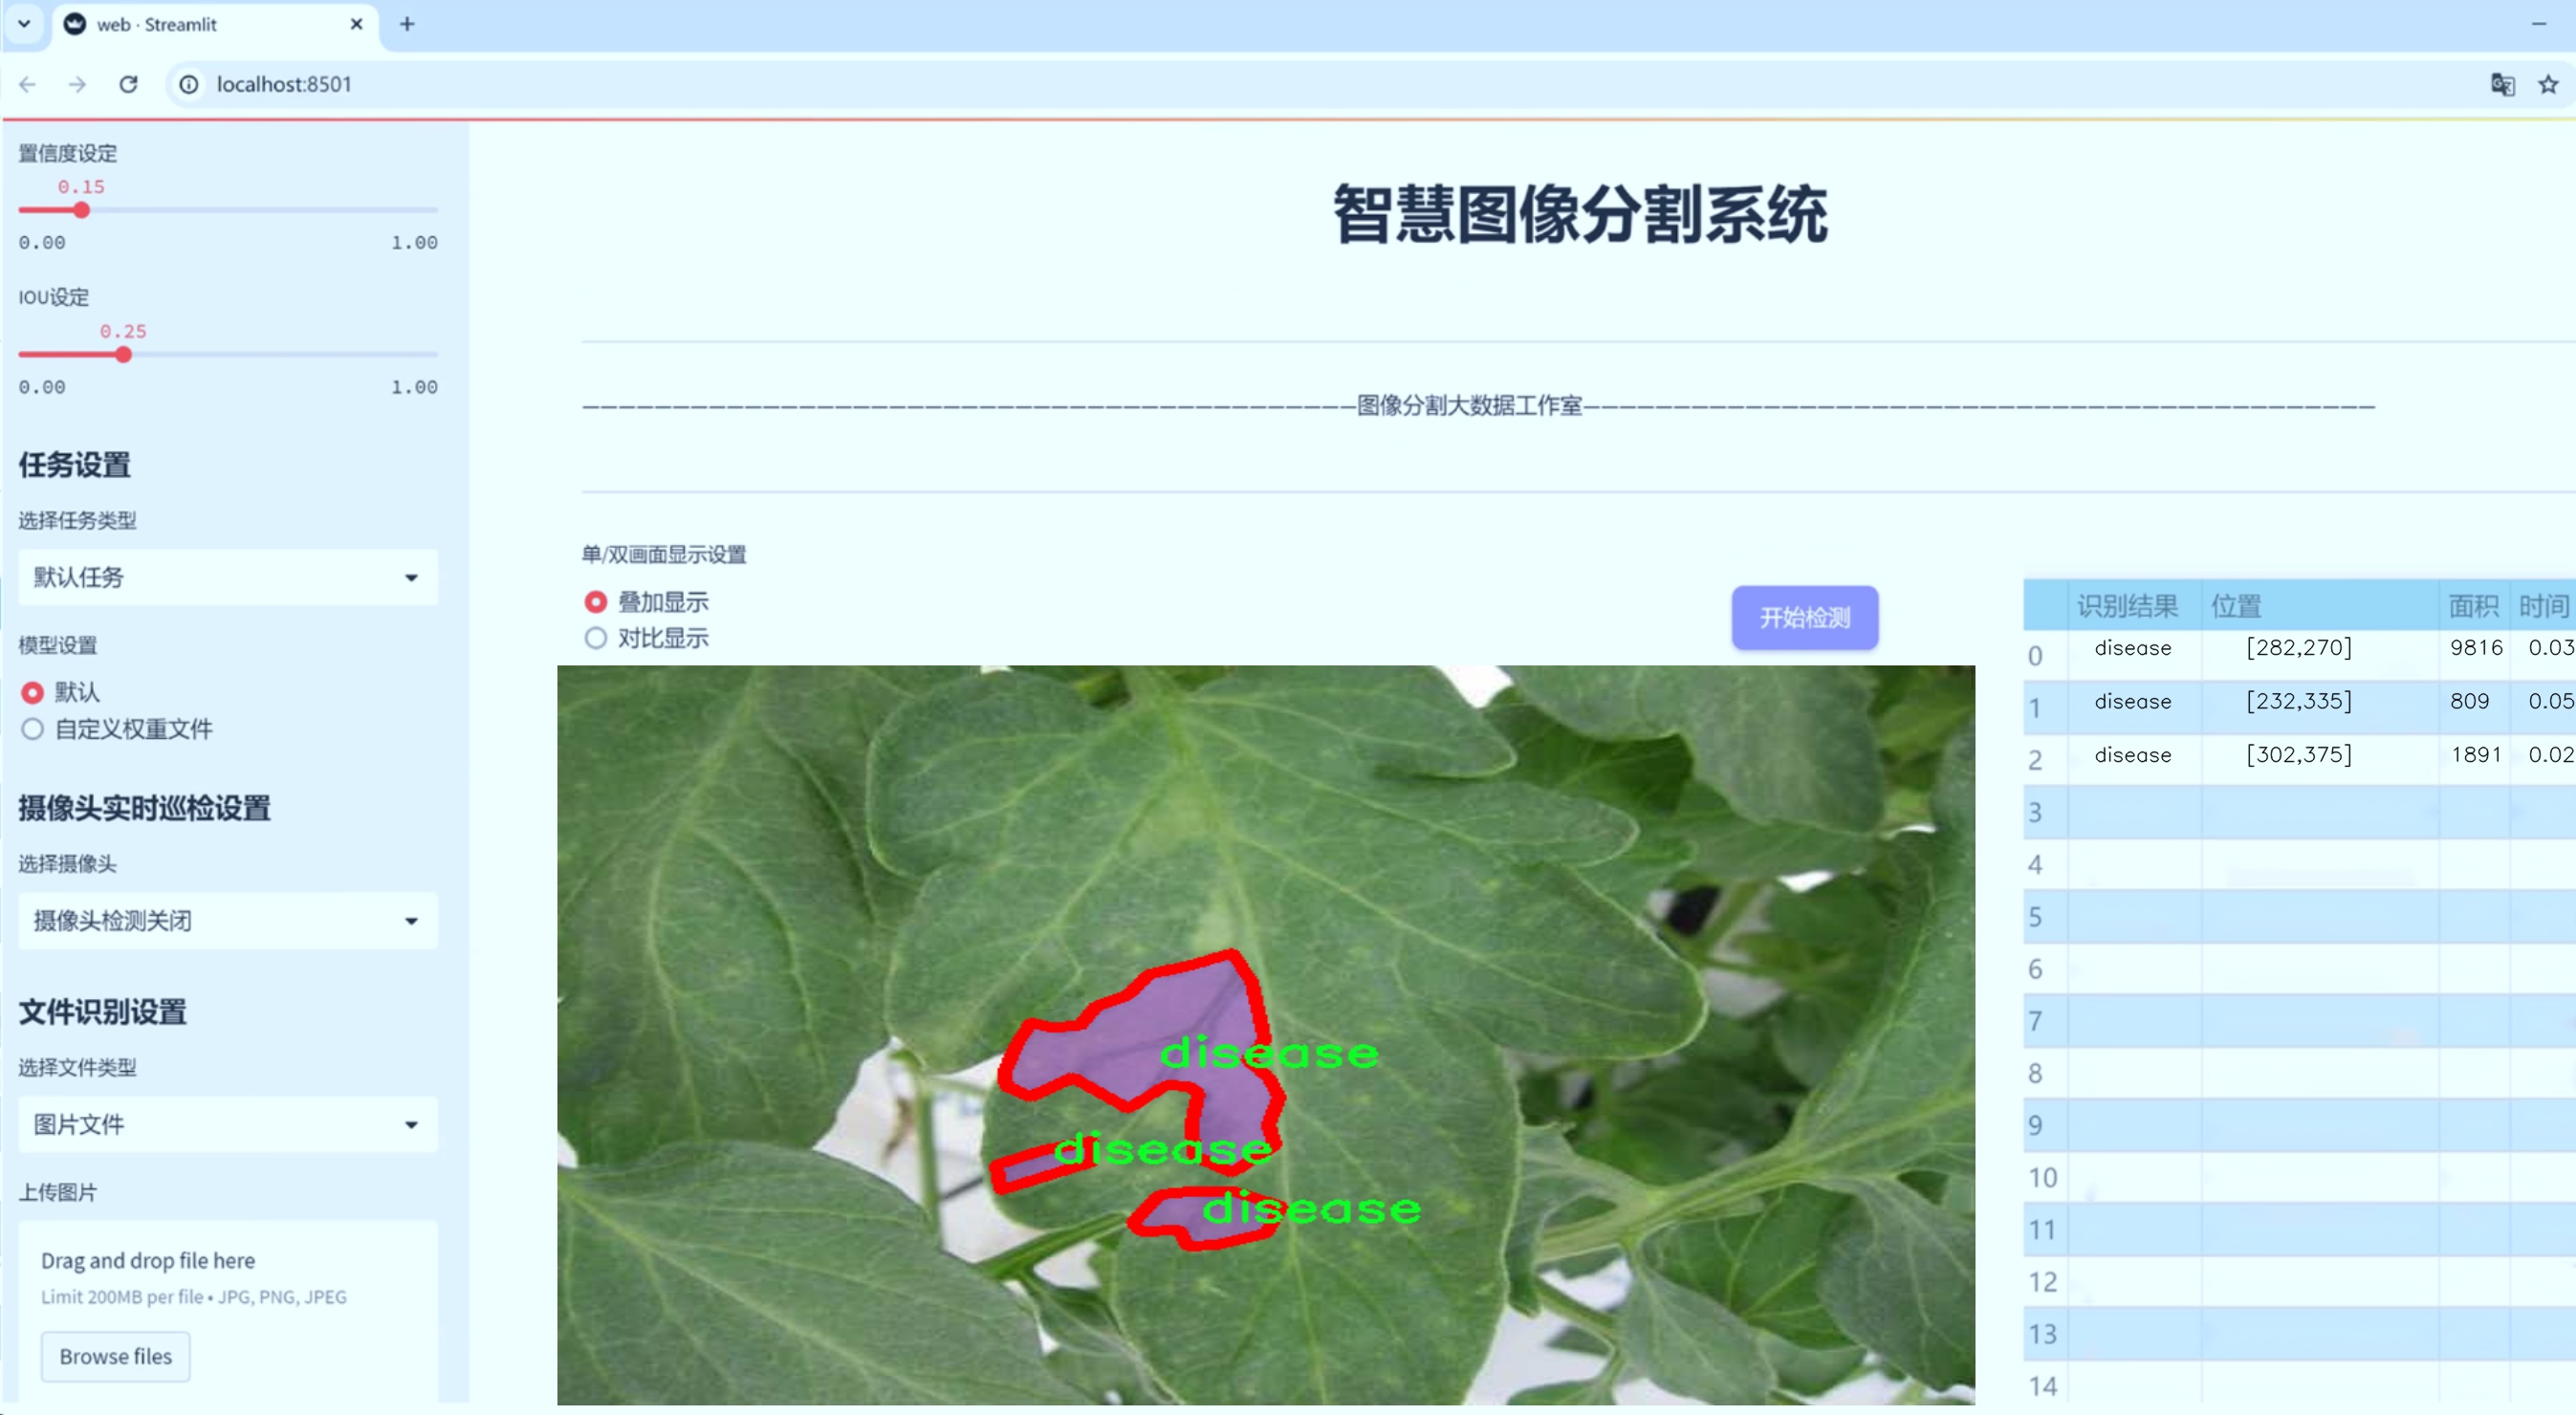 web · Streamlit
localhost:8501
置信度设定
0.15
0.00 1.00
IOU设定
0.25
0.00 1.00
任务设置
选择任务类型
默认任务
模型设置
默认
自定义权重文件
摄像头实时巡检设置
选择摄像头
摄像头检测关闭
文件识别设置
选择文件类型
图片文件
上传图片
Drag and drop file here
Limit 200MB per file • JPG, PNG, JPEG
Browse files
智慧图像分割系统
图像分割大数据工作室
单/双画面显示设置
叠加显示
对比显示
开始检测
disease
disease
disease
识别结果 位置 面积 时间
0 disease [282,270] 9816 0.03
1 disease [232,335] 809 0.05
2 disease [302,375] 1891 0.02
3
4
5
6
7
8
9
10
11
12
13
14